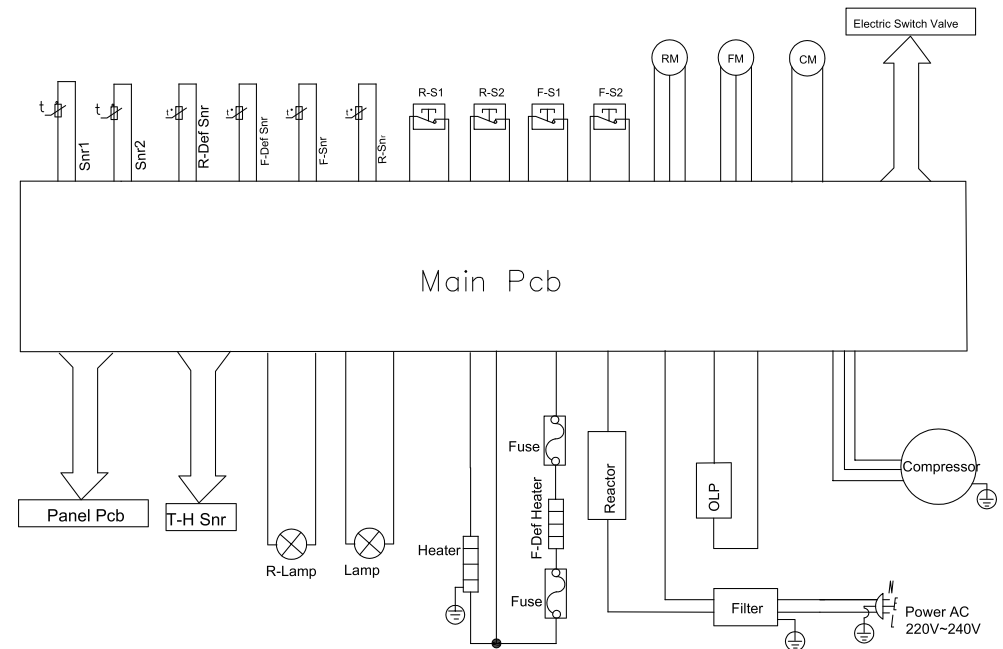 Electric Switch Valve
RM
FM
CM
R-S1
R-S2
F-S1
F-S2
t
t
t°
t°
t°
t°
Snr1
Snr2
R-Def Snr
F-Def Snr
F-Snr
R-Snr
Main Pcb
Panel Pcb
T-H Snr
R-Lamp
Lamp
Heater
Fuse
F-Def Heater
Fuse
Reactor
OLP
Compressor
Filter
N
E
L
Power AC
220V~240V